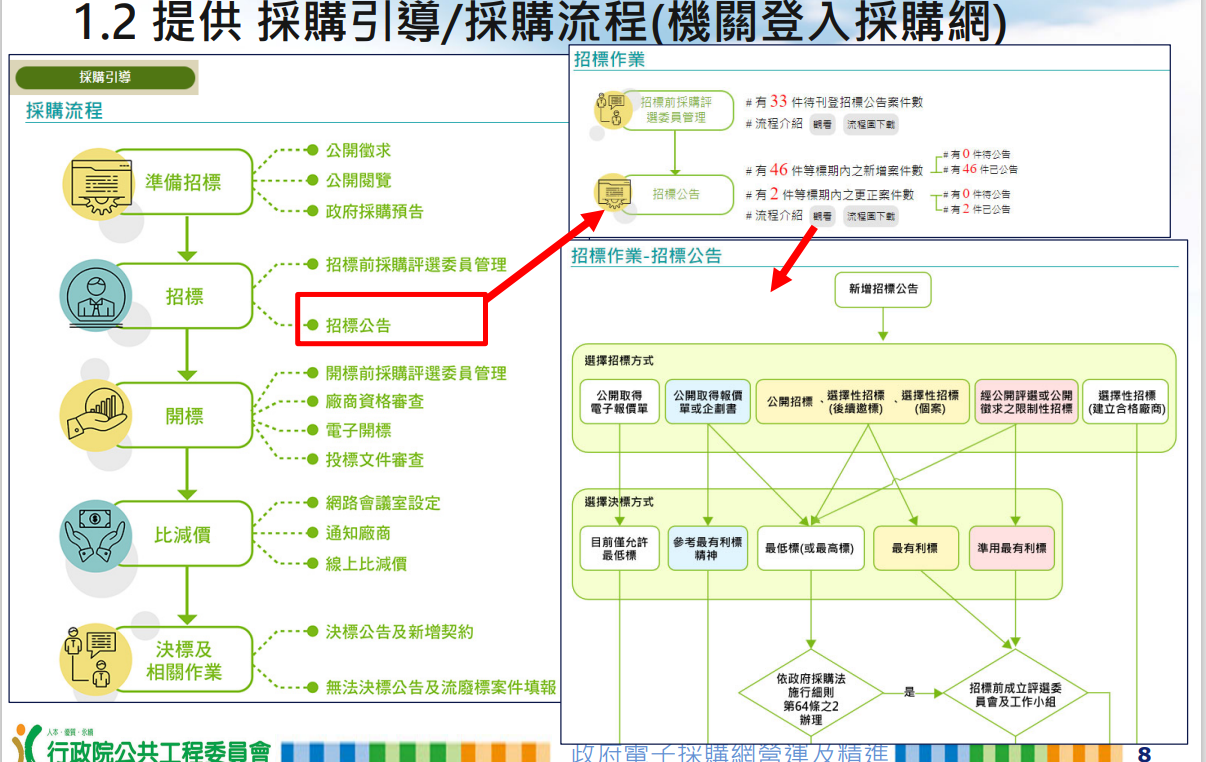 1.2 提供 採購引導/採購流程(機關登入採購網)
採購引導
採購流程
準備招標
公開徵求
公開閱覽
政府採購預告
招標
招標前採購評選委員管理
招標公告
開標
開標前採購評選委員管理
廠商資格審查
電子開標
投標文件審查
比減價
網路會議室設定
通知廠商
線上比減價
決標及
相關作業
決標公告及新增契約
無法決標公告及流廢標案件填報
招標作業
招標前採購評
選委員管理
# 有 33 件待刊登招標公告案件數
# 流程介紹 觀看 流程圖下載
招標公告
# 有 46 件等標期內之新增案件數
# 有 0 件待公告
# 有 46 件已公告
# 有 2 件等標期內之更正案件數
# 有 0 件待公告
# 有 2 件已公告
# 流程介紹 觀看 流程圖下載
招標作業-招標公告
新增招標公告
選擇招標方式
公開取得
電子報價單
公開取得報價
單或企劃書
公開招標、選擇性招標(後續邀標)、選擇性招標(個案)
經公開評選或公開
徵求之限制性招標
選擇性招標
(建立合格廠商)
選擇決標方式
目前僅允許
最低標
參考最有利標
精神
最低標(或最高標)
最有利標
準用最有利標
依政府採購法
施行細則
第64條之2
辦理
是
招標前成立評選委
員會及工作小組
人本‧優質‧永續
行政院公共工程委員會
政府電子採購網營運及精進
8